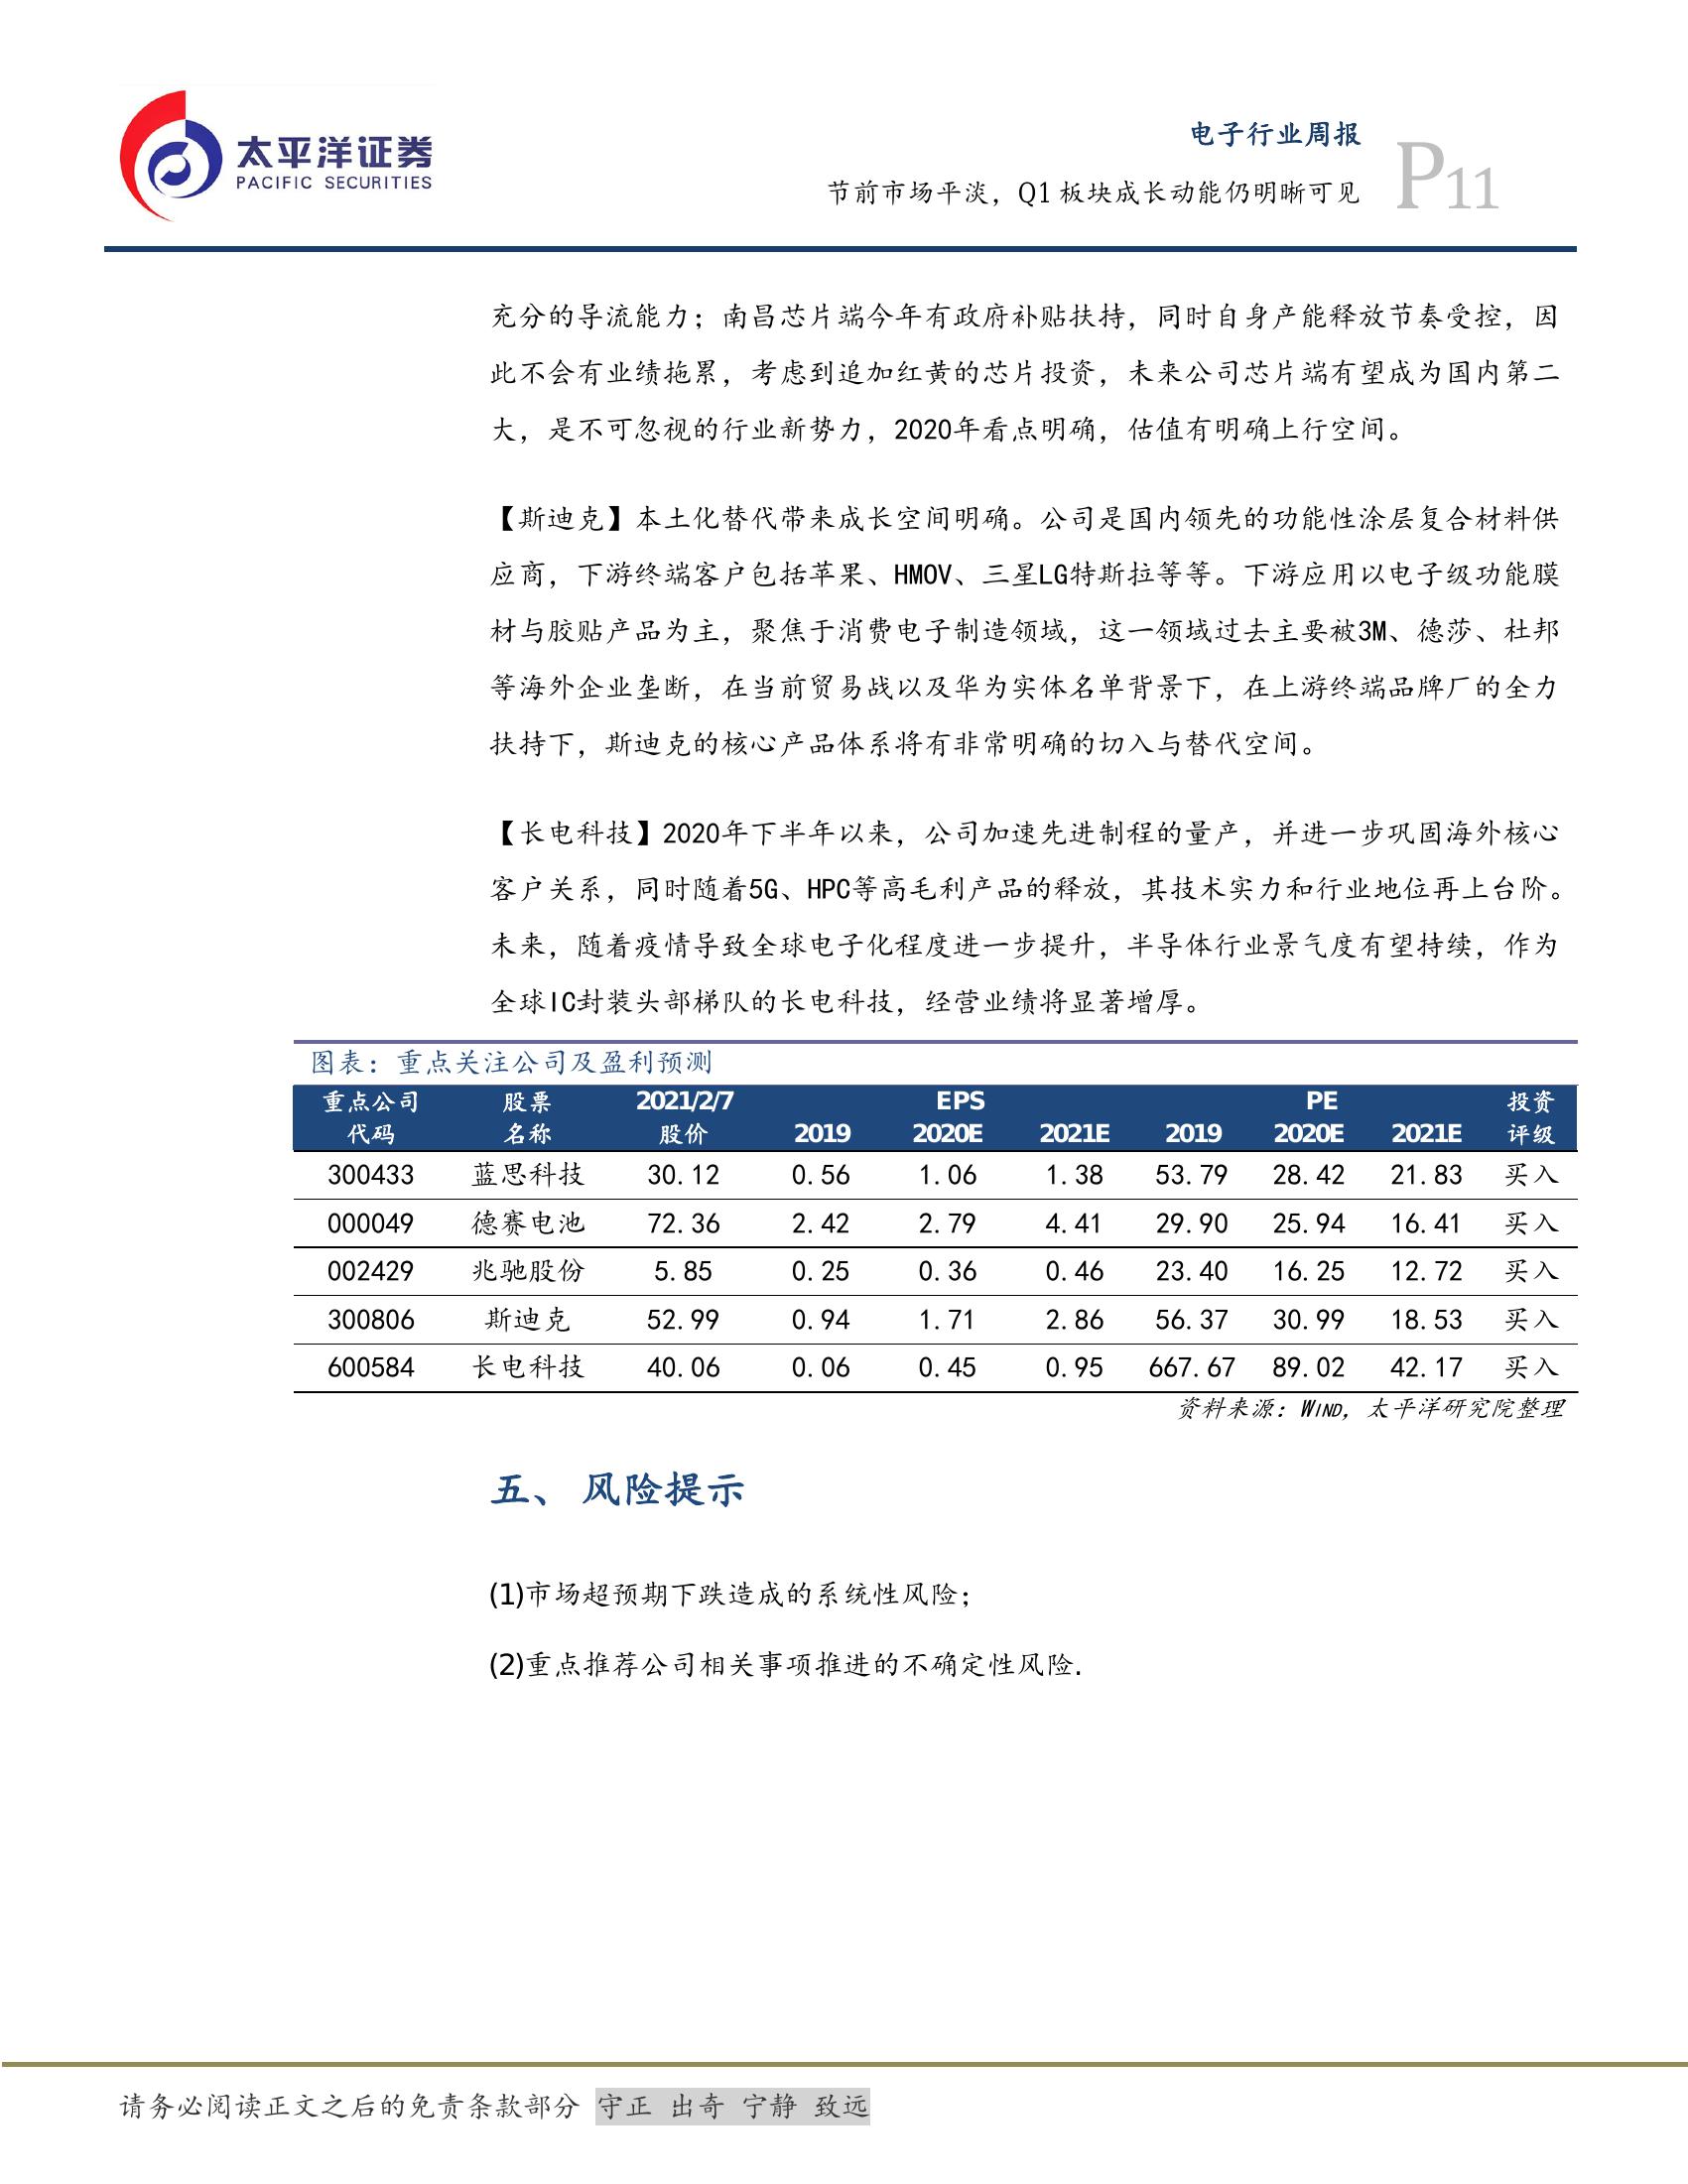 太平洋证券
PACIFIC SECURITIES
电子行业周报
节前市场平淡，Q1 板块成长动能仍明晰可见
P11
充分的导流能力；南昌芯片端今年有政府补贴扶持，同时自身产能释放节奏受控，因
此不会有业绩拖累，考虑到追加红黄的芯片投资，未来公司芯片端有望成为国内第二
大，是不可忽视的行业新势力，2020年看点明确，估值有明确上行空间。
【斯迪克】本土化替代带来成长空间明确。公司是国内领先的功能性涂层复合材料供
应商，下游终端客户包括苹果、HMOV、三星LG特斯拉等等。下游应用以电子级功能膜
材与胶贴产品为主，聚焦于消费电子制造领域，这一领域过去主要被3M、德莎、杜邦
等海外企业垄断，在当前贸易战以及华为实体名单背景下，在上游终端品牌厂的全力
扶持下，斯迪克的核心产品体系将有非常明确的切入与替代空间。
【长电科技】2020年下半年以来，公司加速先进制程的量产，并进一步巩固海外核心
客户关系，同时随着5G、HPC等高毛利产品的释放，其技术实力和行业地位再上台阶。
未来，随着疫情导致全球电子化程度进一步提升，半导体行业景气度有望持续，作为
全球IC封装头部梯队的长电科技，经营业绩将显著增厚。
图表：重点关注公司及盈利预测
重点公司 股票 2021/2/7 EPS PE 投资
代码 名称 股价 2019 2020E 2021E 2019 2020E 2021E 评级
300433 蓝思科技 30.12 0.56 1.06 1.38 53.79 28.42 21.83 买入
000049 德赛电池 72.36 2.42 2.79 4.41 29.90 25.94 16.41 买入
002429 兆驰股份 5.85 0.25 0.36 0.46 23.40 16.25 12.72 买入
300806 斯迪克 52.99 0.94 1.71 2.86 56.37 30.99 18.53 买入
600584 长电科技 40.06 0.06 0.45 0.95 667.67 89.02 42.17 买入
资料来源：WIND，太平洋研究院整理
五、 风险提示
(1)市场超预期下跌造成的系统性风险；
(2)重点推荐公司相关事项推进的不确定性风险.
请务必阅读正文之后的免责条款部分 守正 出奇 宁静 致远